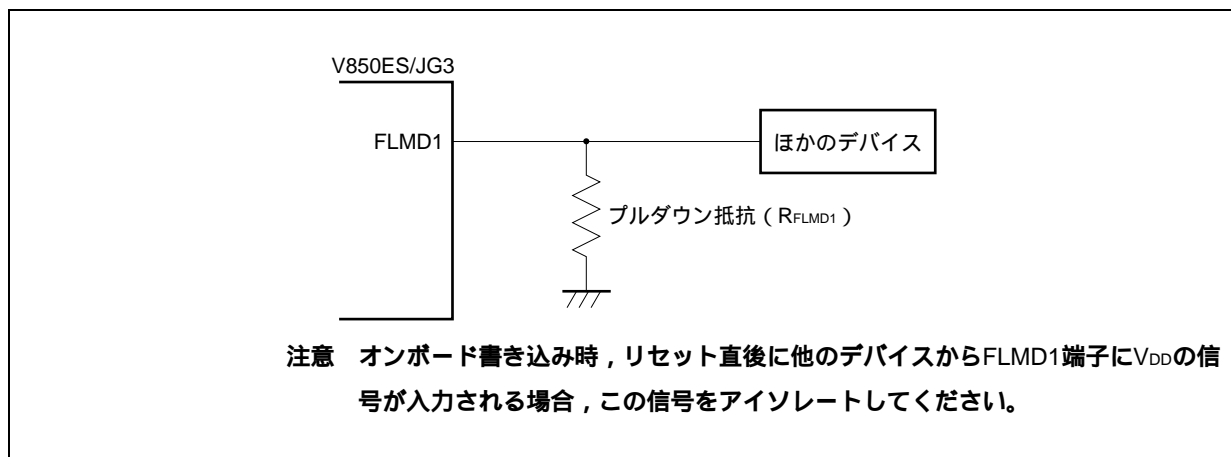 V850ES/JG3
FLMD1
ほかのデバイス
プルダウン抵抗（RFLMD1）
注意　オンボード書き込み時，リセット直後に他のデバイスからFLMD1端子にVDDの信
号が入力される場合，この信号をアイソレートしてください。